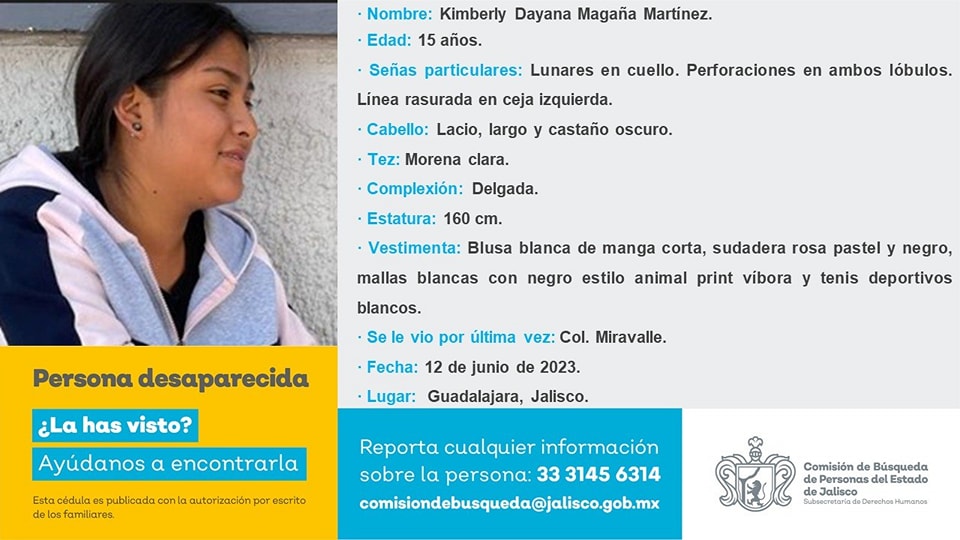 · Nombre: Kimberly Dayana Magaña Martínez.
· Edad: 15 años.
· Señas particulares: Lunares en cuello. Perforaciones en ambos lóbulos.
Línea rasurada en ceja izquierda.
· Cabello: Lacio, largo y castaño oscuro.
· Tez: Morena clara.
· Complexión: Delgada.
· Estatura: 160 cm.
· Vestimenta: Blusa blanca de manga corta, sudadera rosa pastel y negro,
mallas blancas con negro estilo animal print víbora y tenis deportivos
blancos.
· Se le vio por última vez: Col. Miravalle.
· Fecha: 12 de junio de 2023.
· Lugar: Guadalajara, Jalisco.
Persona desaparecida
¿La has visto?
Ayúdanos a encontrarla
Esta cédula es publicada con la autorización por escrito
de los familiares.
Reporta cualquier información
sobre la persona: 33 3145 6314
comisiondebusqueda@jalisco.gob.mx
Comisión de Búsqueda
de Personas del Estado
de Jalisco
Subsecretaría de Derechos Humanos